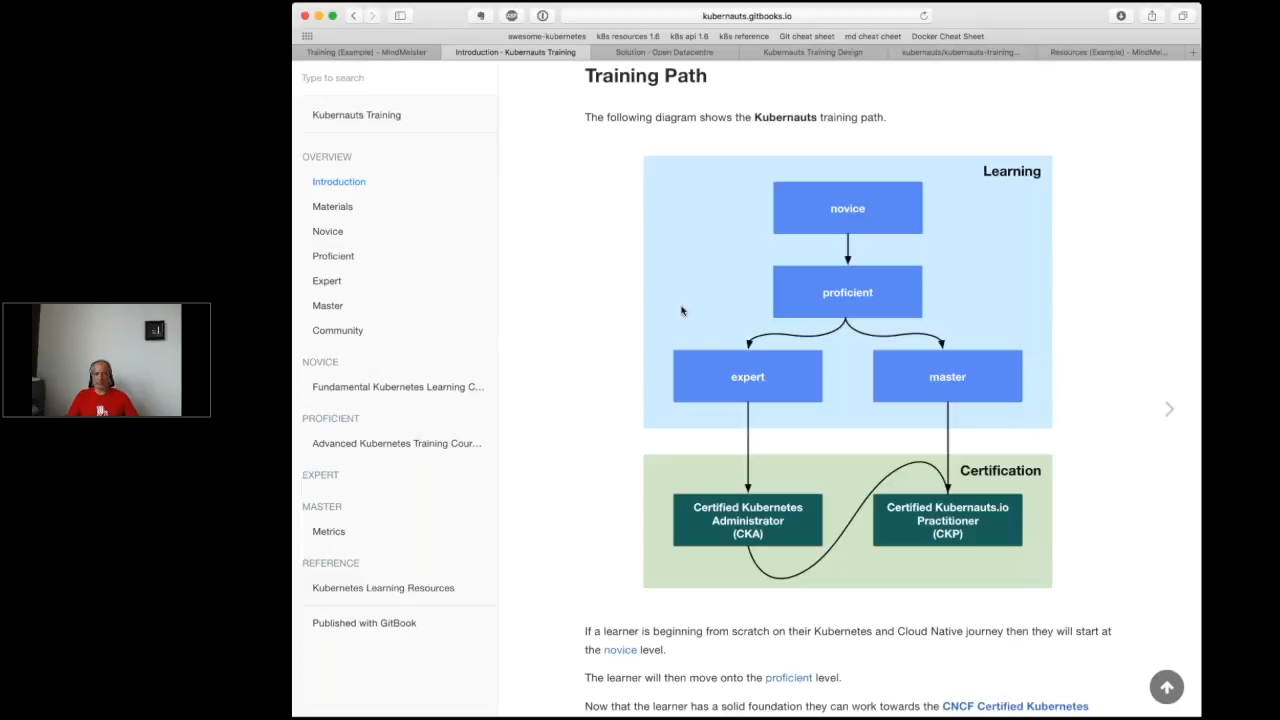 kubernauts.gitbooks.io
awesome-kubernetes k8s resources 1.6 k8s api 1.6 k8s reference Git cheat sheet md cheat cheet Docker Cheat Sheet
Training (Example) - MindMeister Introduction - Kubernauts Training Solution - Open Datacentre Kubernauts Training Design kubernauts/kubernauts-training... Resources (Example) - MindMei...
Type to search
Kubernauts Training
OVERVIEW
Introduction
Materials
Novice
Proficient
Expert
Master
Community
NOVICE
Fundamental Kubernetes Learning C...
PROFICIENT
Advanced Kubernetes Training Cour...
EXPERT
MASTER
Metrics
REFERENCE
Kubernetes Learning Resources
Published with GitBook
Training Path
The following diagram shows the Kubernauts training path.
Learning
novice
proficient
expert
master
Certification
Certified Kubernetes
Administrator
(CKA)
Certified Kubernauts.io
Practitioner
(CKP)
If a learner is beginning from scratch on their Kubernetes and Cloud Native journey then they will start at
the novice level.
The learner will then move onto the proficient level.
Now that the learner has a solid foundation they can work towards the CNCF Certified Kubernetes